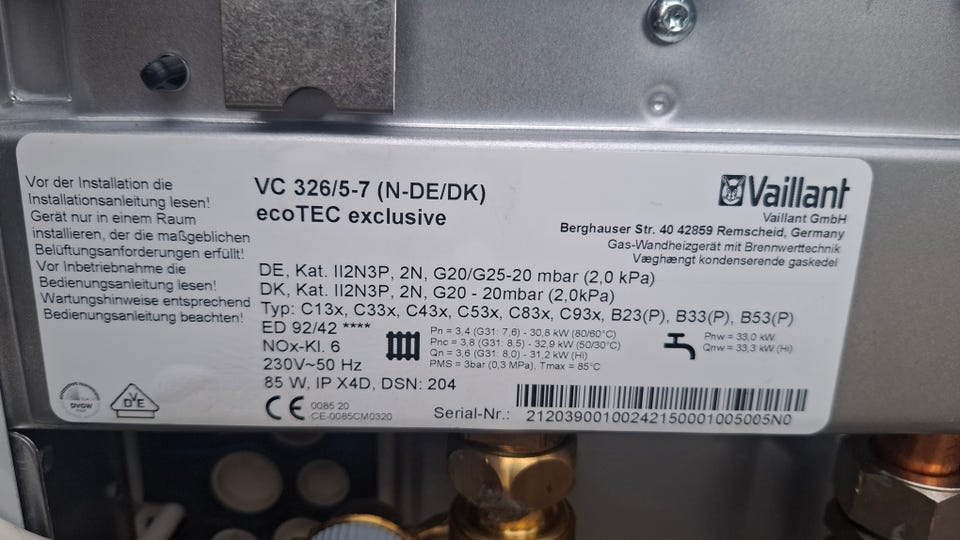 Vor der Installation die
Installationsanleitung lesen!
Gerät nur in einem Raum
installieren, der die maßgeblichen
Belüftungsanforderungen erfüllt!
Vor Inbetriebnahme die
Bedienungsanleitung lesen!
Wartungshinweise entsprechend
Bedienungsanleitung beachten!
VC 326/5-7 (N-DE/DK)
ecoTEC exclusive
Vaillant
Vaillant GmbH
Berghauser Str. 40 42859 Remscheid, Germany
Gas-Wandheizgerät mit Brennwerttechnik
Væghængt kondenserende gaskedel
DE, Kat. II2N3P, 2N, G20/G25-20 mbar (2,0 kPa)
DK, Kat. II2N3P, 2N, G20 - 20mbar (2,0kPa)
Typ: C13x, C33x, C43x, C53x, C83x, C93x, B23(P), B33(P), B53(P)
ED 92/42 ****
NOx-Kl. 6
230V~50 Hz
85 W, IP X4D, DSN: 204
Pn = 3,4 (G31: 7,6) - 30,8 kW (80/60°C)
Pnc = 3,8 (G31: 8,5) - 32,9 kW (50/30°C)
Qn = 3,6 (G31: 8,0) - 31,2 kW (Hi)
PMS = 3bar (0,3 MPa), Tmax = 85°C
Pnw = 33,0 kW
Qnw = 33,3 kW (Hi)
DVGW
DVE
CE
0085 20
CE-0085CM0320
Serial-Nr.:
21203900100242150001005005N0